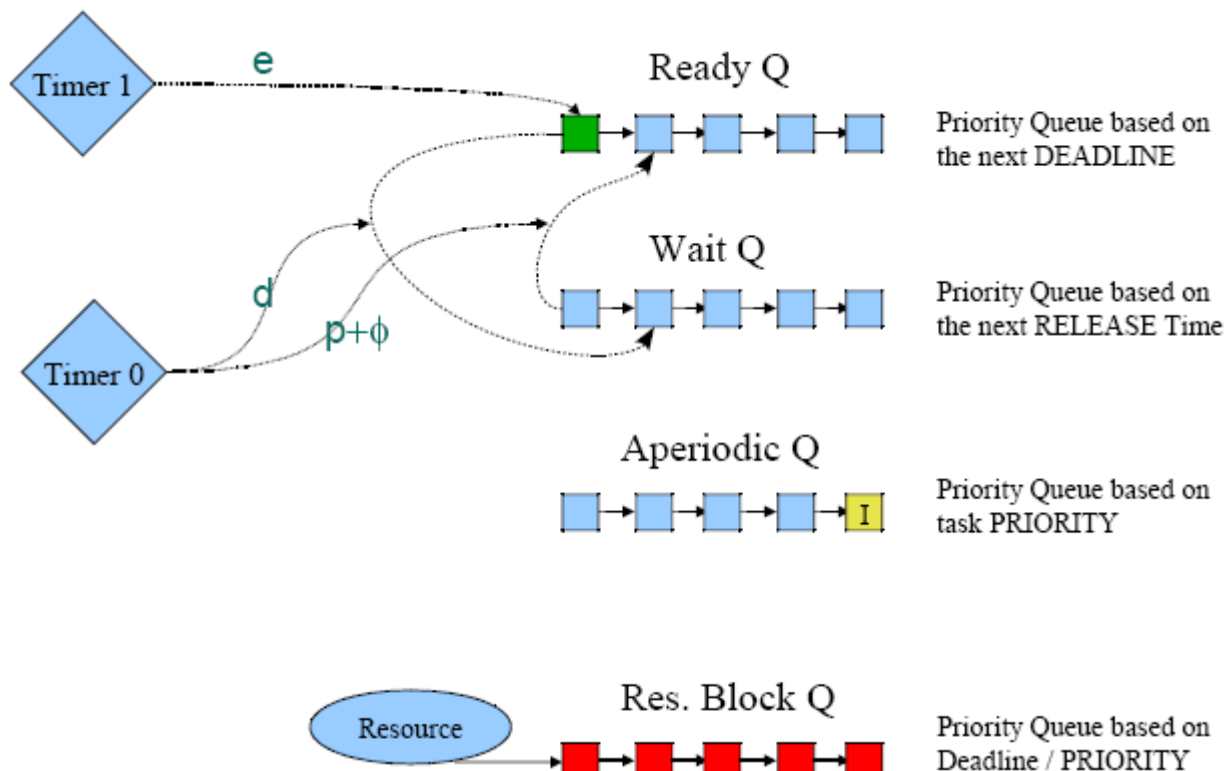 Timer 1
e
Ready Q
Priority Queue based on
the next DEADLINE
Wait Q
d
p+ϕ
Priority Queue based on
the next RELEASE Time
Timer 0
Aperiodic Q
I
Priority Queue based on
task PRIORITY
Res. Block Q
Resource
Priority Queue based on
Deadline / PRIORITY